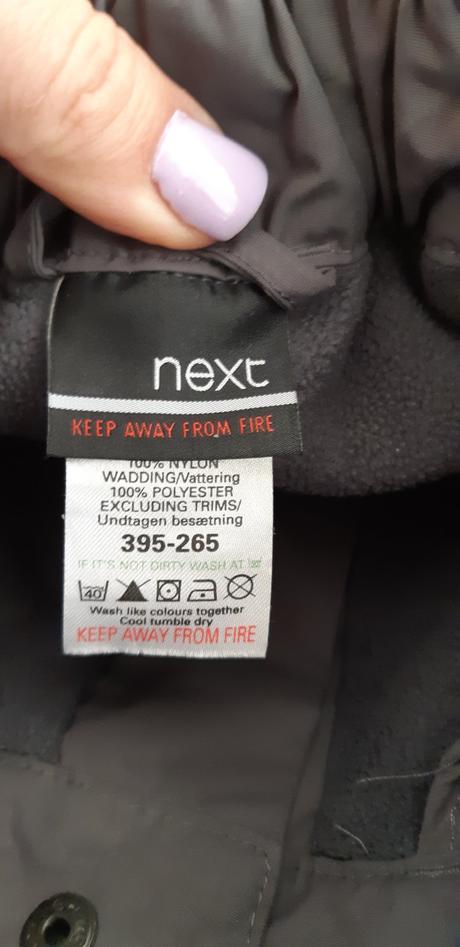 next
KEEP AWAY FROM FIRE
100% NYLON
WADDING/Vattering
100% POLYESTER
EXCLUDING TRIMS/
Undtagen besætning
395-265
IF IT'S NOT DIRTY WASH AT
40
Wash like colours together
Cool tumble dry
KEEP AWAY FROM FIRE